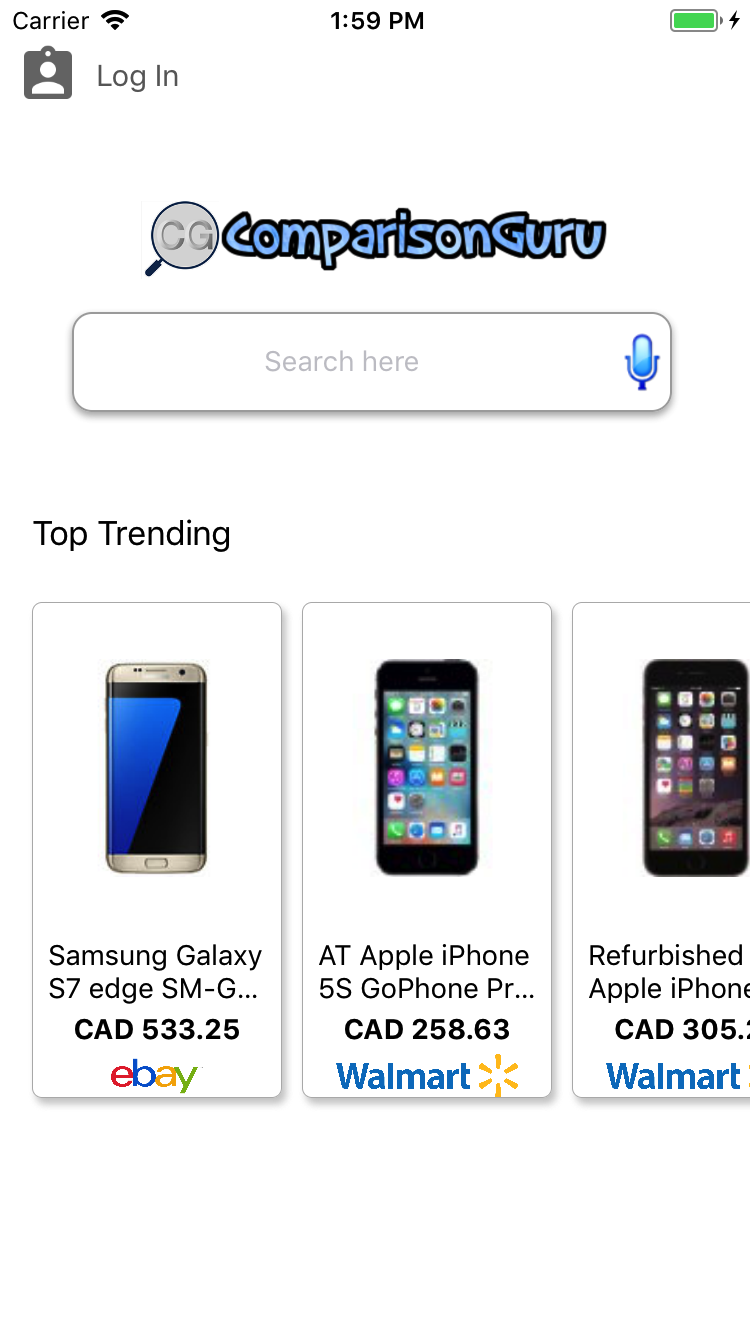 Carrier 1:59 PM
Log In
CG ComparisonGuru
Search here
Top Trending
Samsung Galaxy
S7 edge SM-G...
CAD 533.25
ebay
AT Apple iPhone
5S GoPhone Pr...
CAD 258.63
Walmart
Refurbished
Apple iPhone
CAD 305.2
Walmart